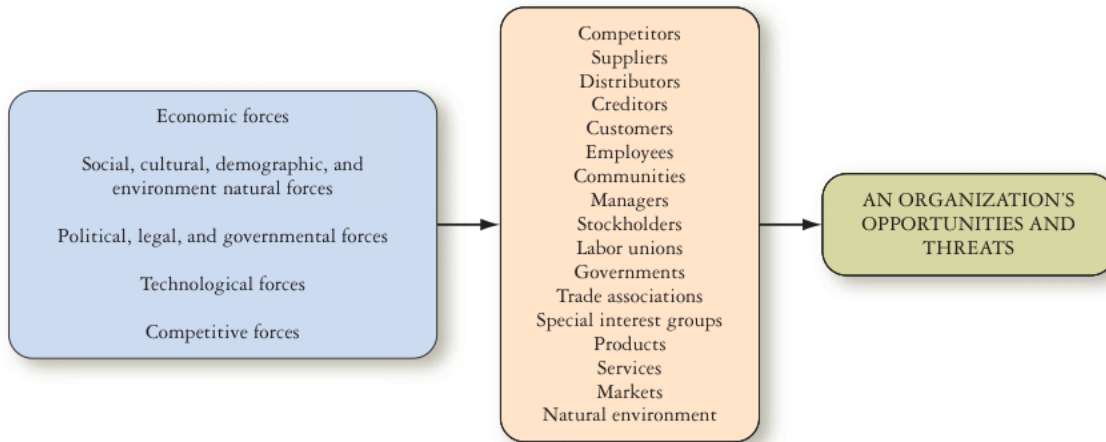 Economic forces
Social, cultural, demographic, and
environment natural forces
Political, legal, and governmental forces
Technological forces
Competitive forces
Competitors
Suppliers
Distributors
Creditors
Customers
Employees
Communities
Managers
Stockholders
Labor unions
Governments
Trade associations
Special interest groups
Products
Services
Markets
Natural environment
AN ORGANIZATION'S
OPPORTUNITIES AND
THREATS